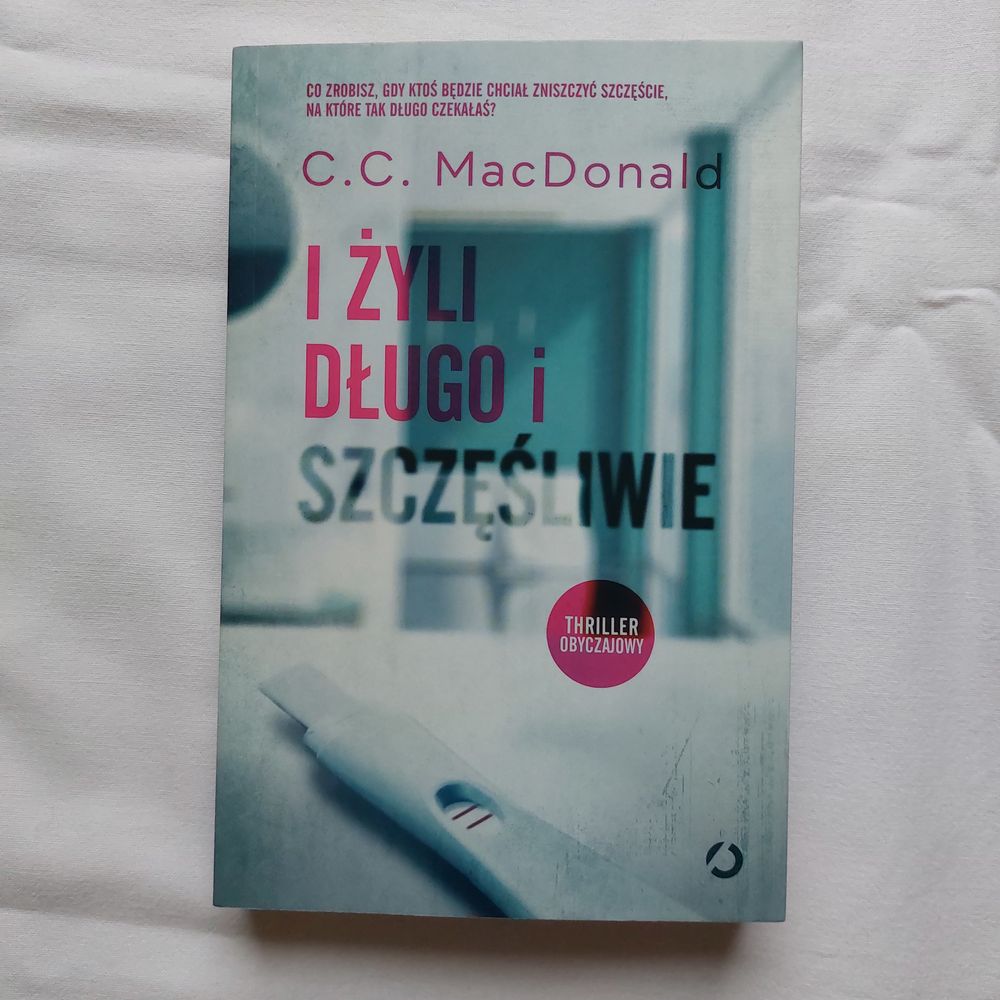 CO ZROBISZ, GDY KTOŚ BĘDZIE CHCIAŁ ZNISZCZYĆ SZCZĘŚCIE,
NA KTÓRE TAK DŁUGO CZEKAŁAŚ?
C.C. MacDonald
I ŻYLI
DŁUGO i
SZCZĘŚLIWIE
THRILLER
OBYCZAJOWY